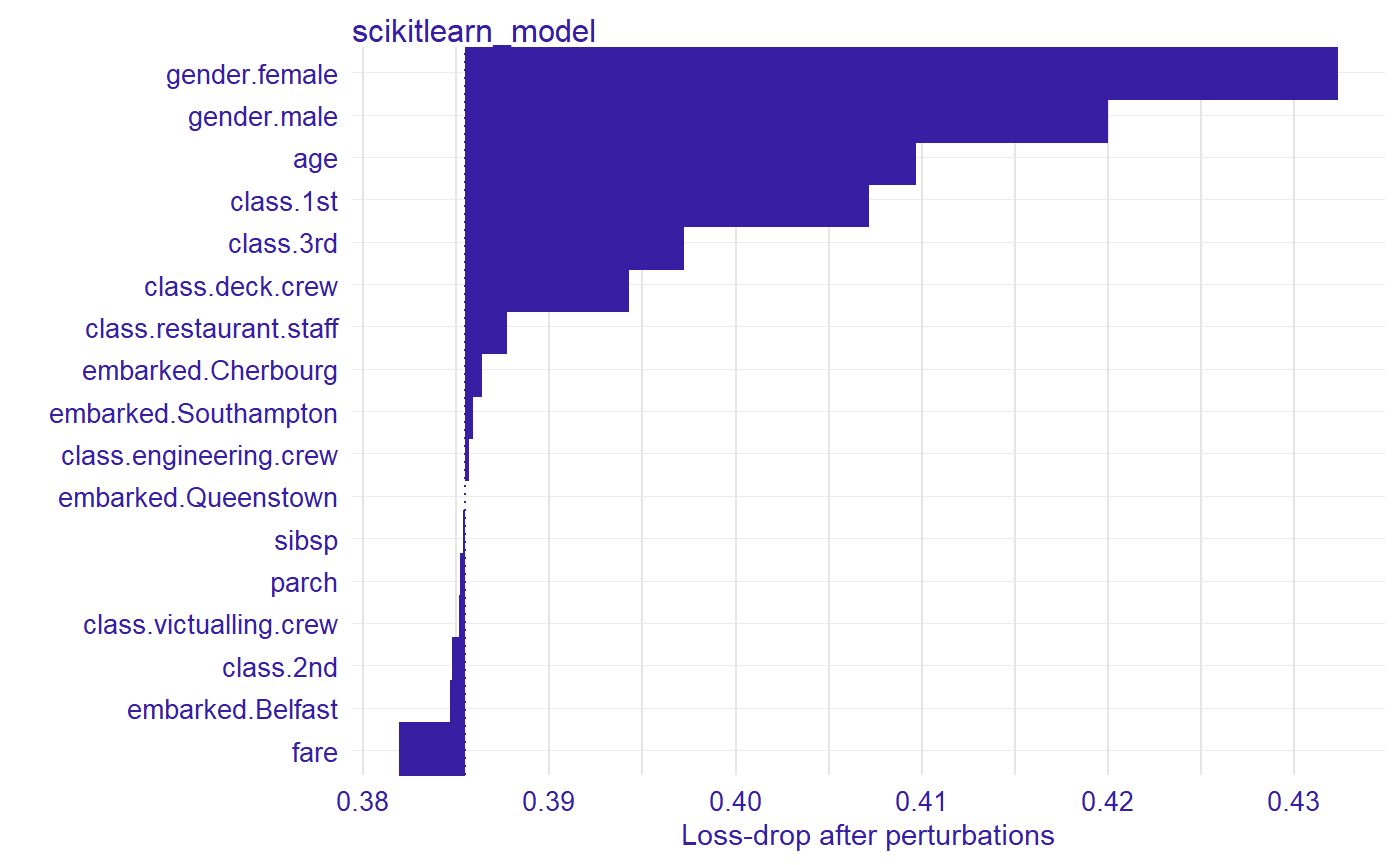 scikitlearn_model
gender.female
gender.male
age
class.1st
class.3rd
class.deck.crew
class.restaurant.staff
embarked.Cherbourg
embarked.Southampton
class.engineering.crew
embarked.Queenstown
sibsp
parch
class.victualling.crew
class.2nd
embarked.Belfast
fare
0.38 0.39 0.40 0.41 0.42 0.43
Loss-drop after perturbations